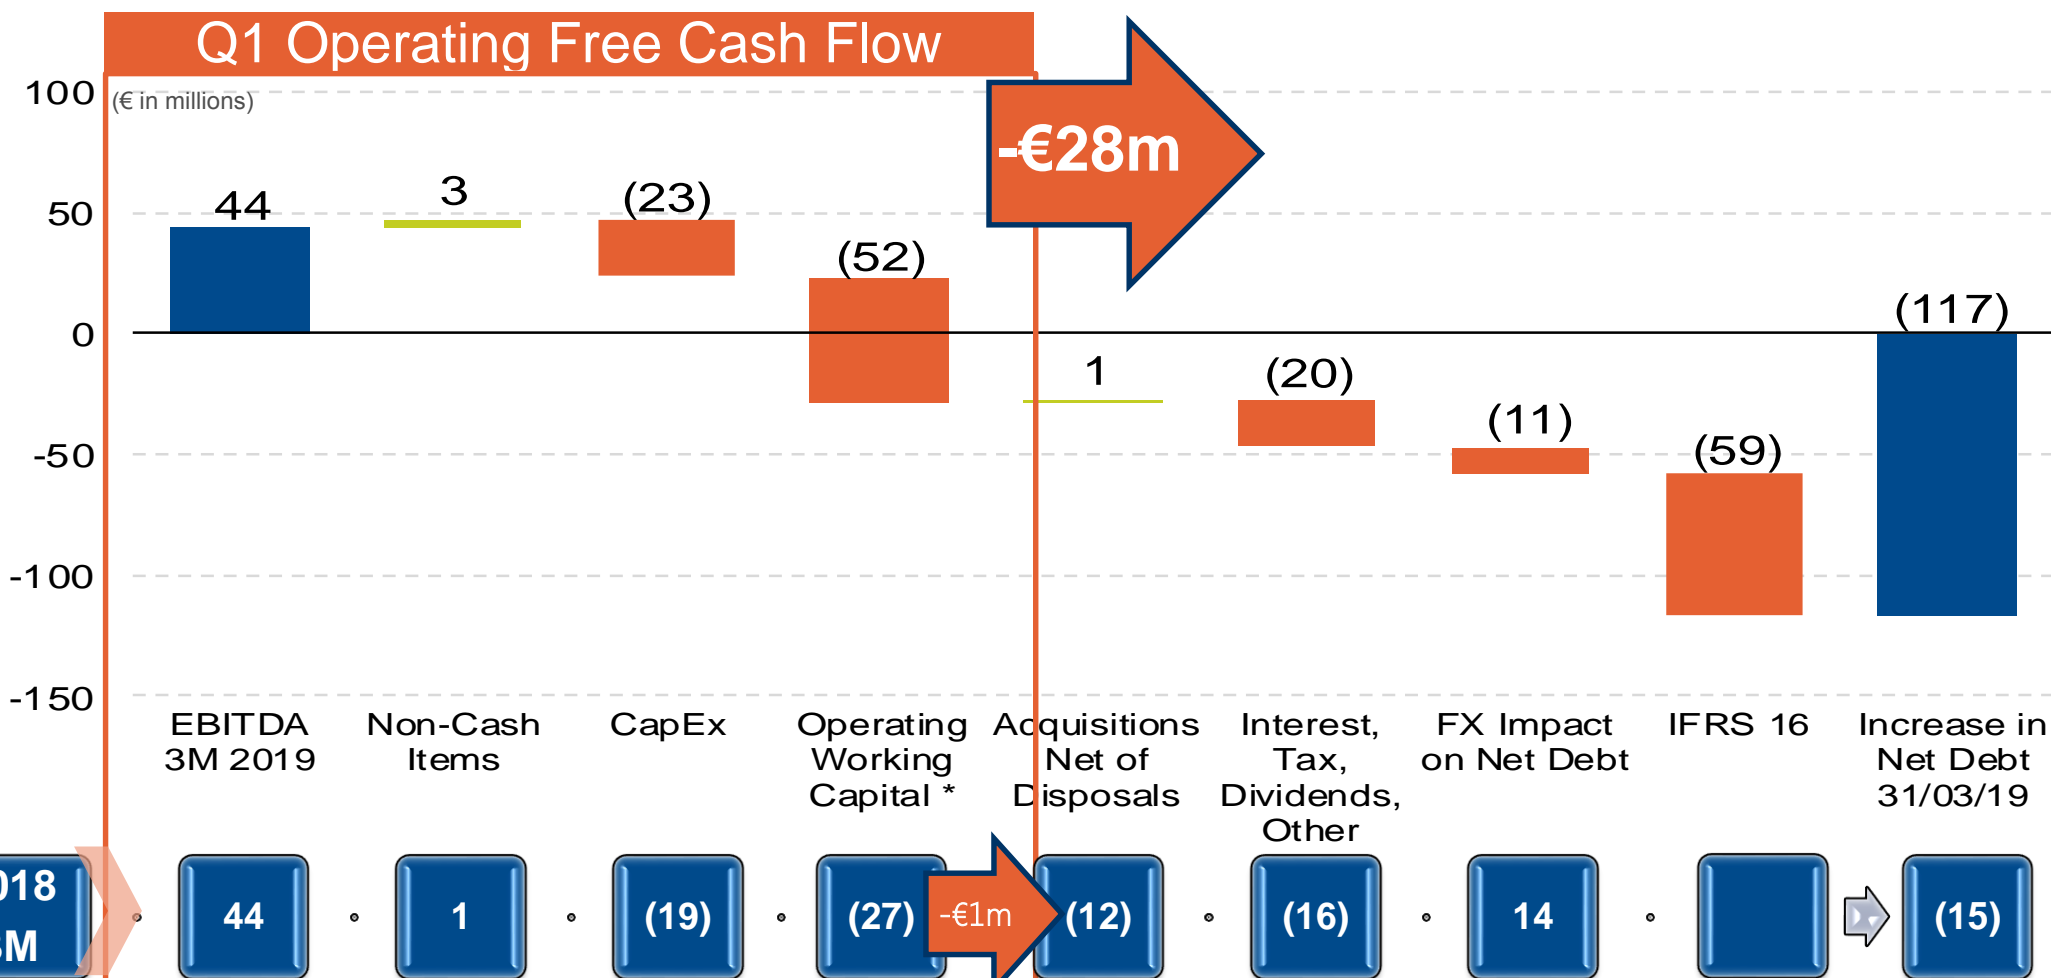 Q1 Operating Free Cash Flow
100
(€ in millions)
-€28m
50
0
-50
-100
-150
44
3
(23)
(52)
1
(20)
(11)
(59)
(117)
EBITDA
3M 2019
Non-Cash
Items
CapEx
Operating
Working
Capital *
Acquisitions
Net of
Disposals
Interest,
Tax,
Dividends,
Other
FX Impact
on Net Debt
IFRS 16
Increase in
Net Debt
31/03/19
44
1
(19)
(27)
-€1m
(12)
(16)
14
(15)